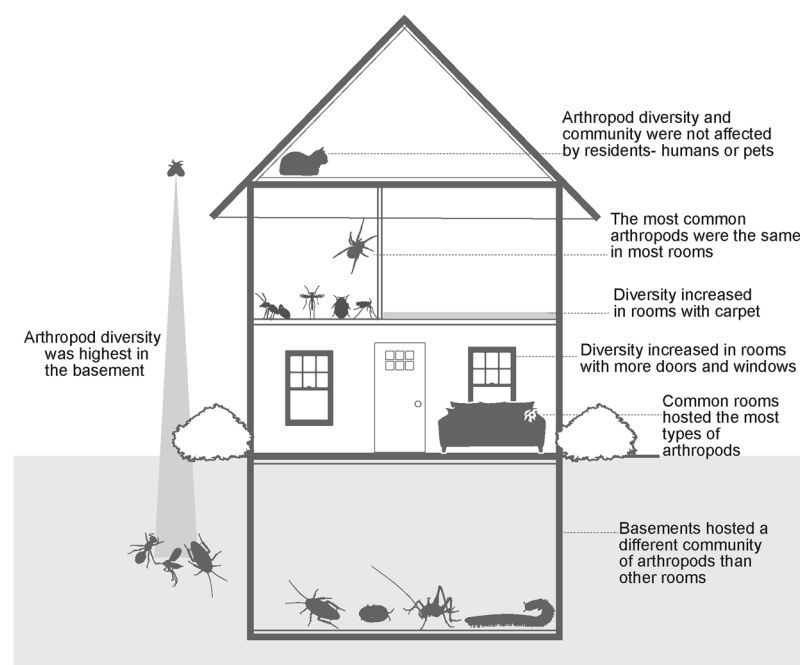 Arthropod diversity and
community were not affected
by residents- humans or pets
The most common
arthropods were the same
in most rooms
Diversity increased
in rooms with carpet
Arthropod diversity
was highest in
the basement
Diversity increased in rooms
with more doors and windows
Common rooms
hosted the most
types of
arthropods
Basements hosted a
different community
of arthropods than
other rooms